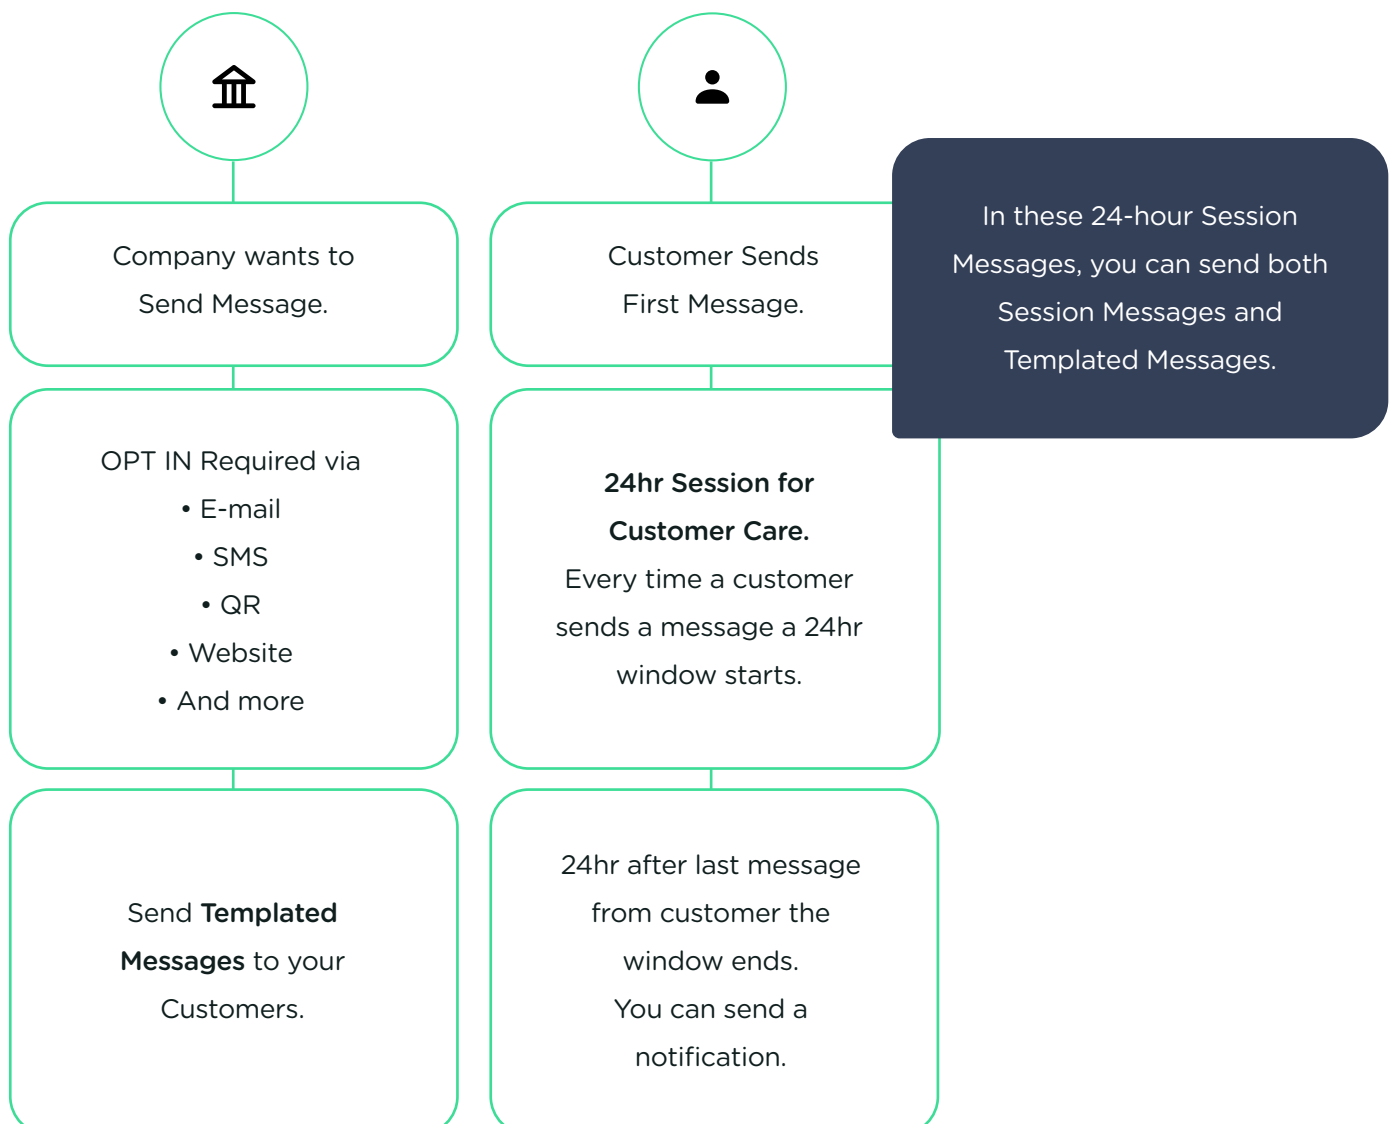 Company wants to
Send Message.
OPT IN Required via
• E-mail
• SMS
• QR
• Website
• And more
Send Templated
Messages to your
Customers.
Customer Sends
First Message.
24hr Session for
Customer Care.
Every time a customer
sends a message a 24hr
window starts.
24hr after last message
from customer the
window ends.
You can send a
notification.
In these 24-hour Session
Messages, you can send both
Session Messages and
Templated Messages.